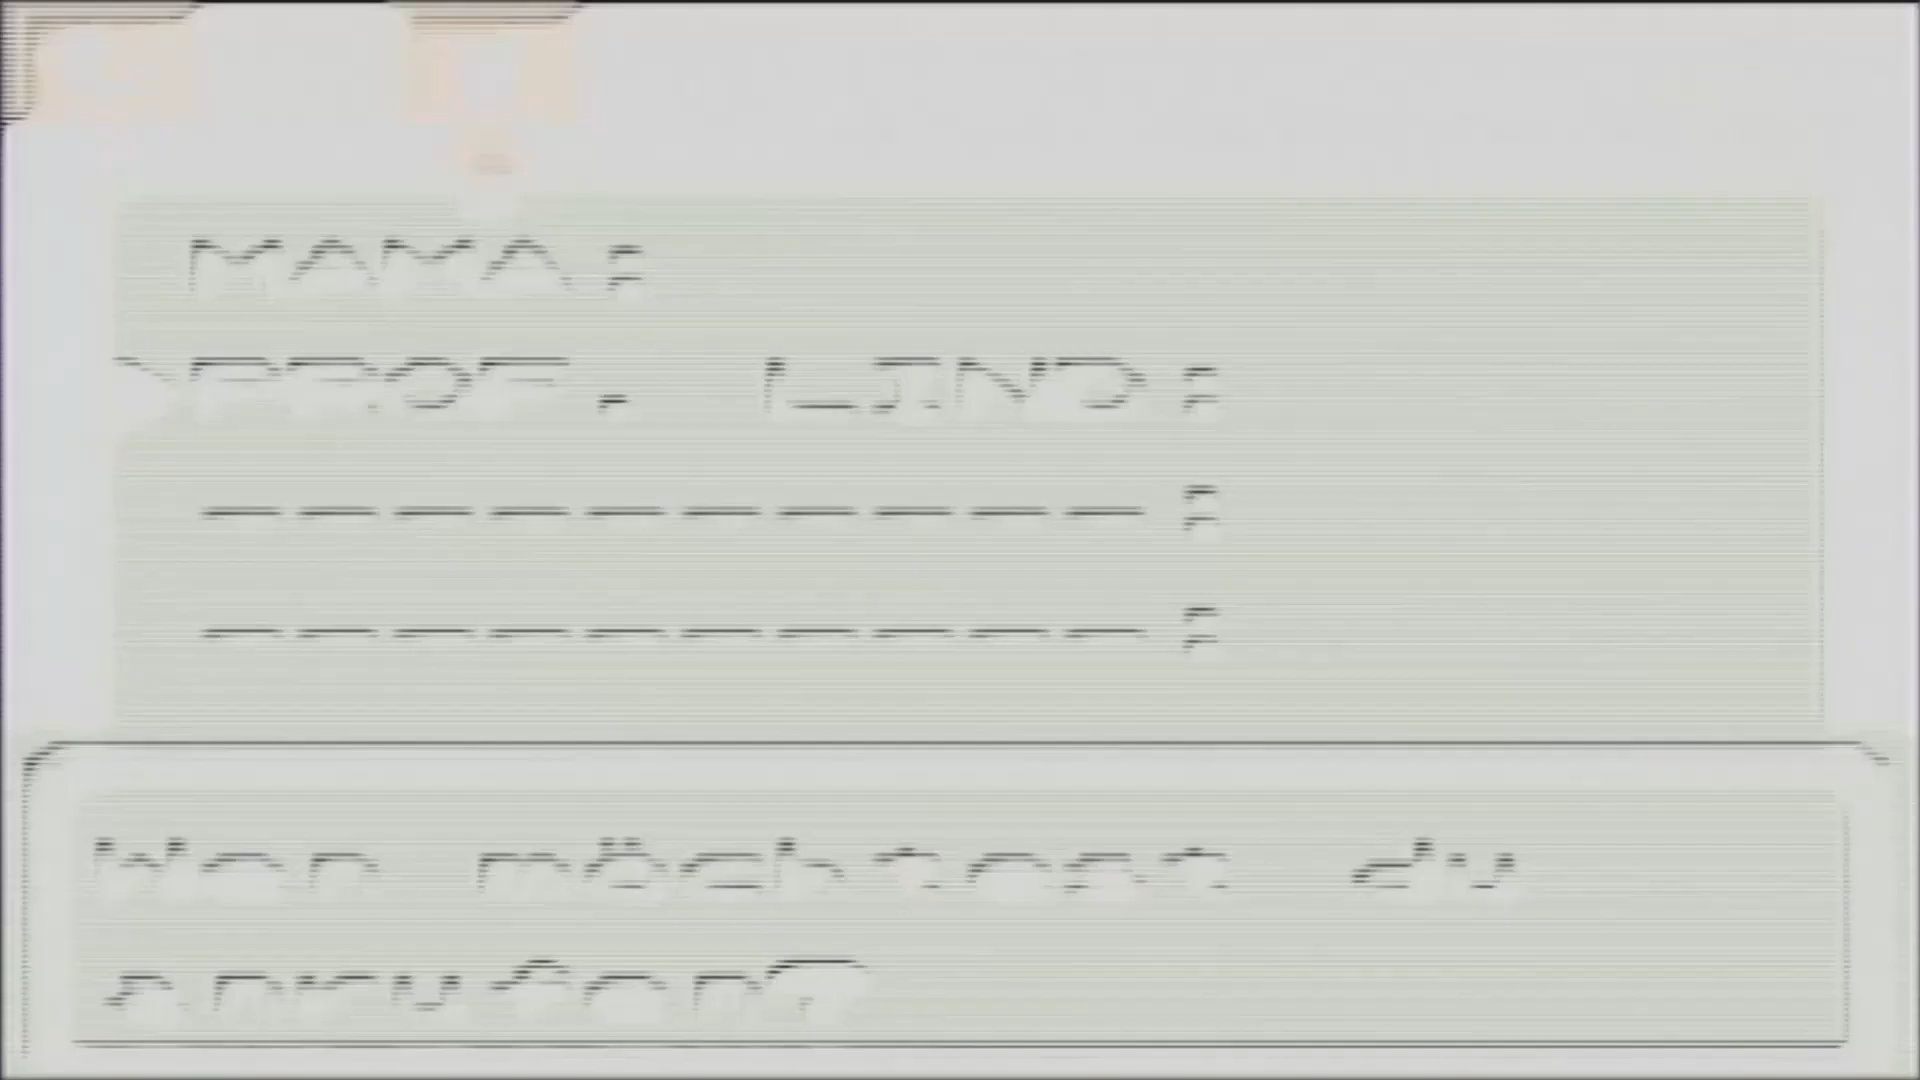 MAMA:
PROF. LIND:
----------:
----------:
Wen möchtest du
anrufen?